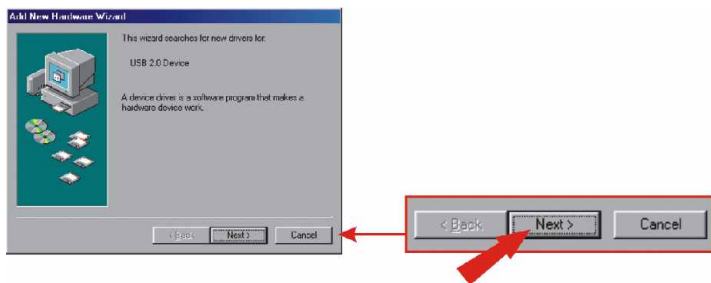 Add New Hardware Wizard
This wizard searches for new drivers for:
USB 2.0 Device
A device driver is a software program that makes a
hardware device work.
< Back Next > Cancel
< Back Next > Cancel